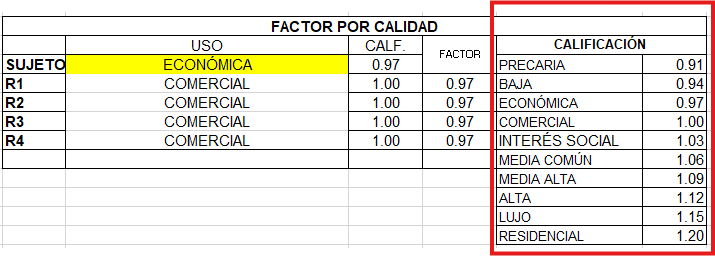 FACTOR POR CALIDAD
USO CALF. FACTOR
SUJETO ECONÓMICA 0.97
R1 COMERCIAL 1.00 0.97
R2 COMERCIAL 1.00 0.97
R3 COMERCIAL 1.00 0.97
R4 COMERCIAL 1.00 0.97
CALIFICACIÓN
PRECARIA 0.91
BAJA 0.94
ECONÓMICA 0.97
COMERCIAL 1.00
INTERÉS SOCIAL 1.03
MEDIA COMÚN 1.06
MEDIA ALTA 1.09
ALTA 1.12
LUJO 1.15
RESIDENCIAL 1.20